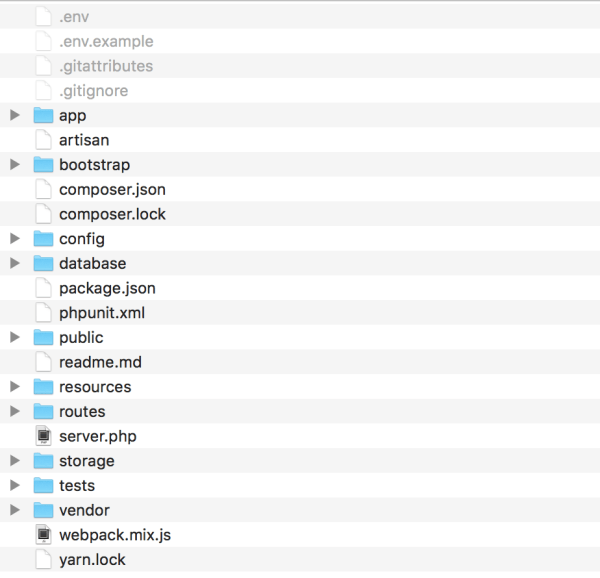 .env
.env.example
.gitattributes
.gitignore
app
artisan
bootstrap
composer.json
composer.lock
config
database
package.json
phpunit.xml
public
readme.md
resources
routes
server.php
storage
tests
vendor
webpack.mix.js
yarn.lock